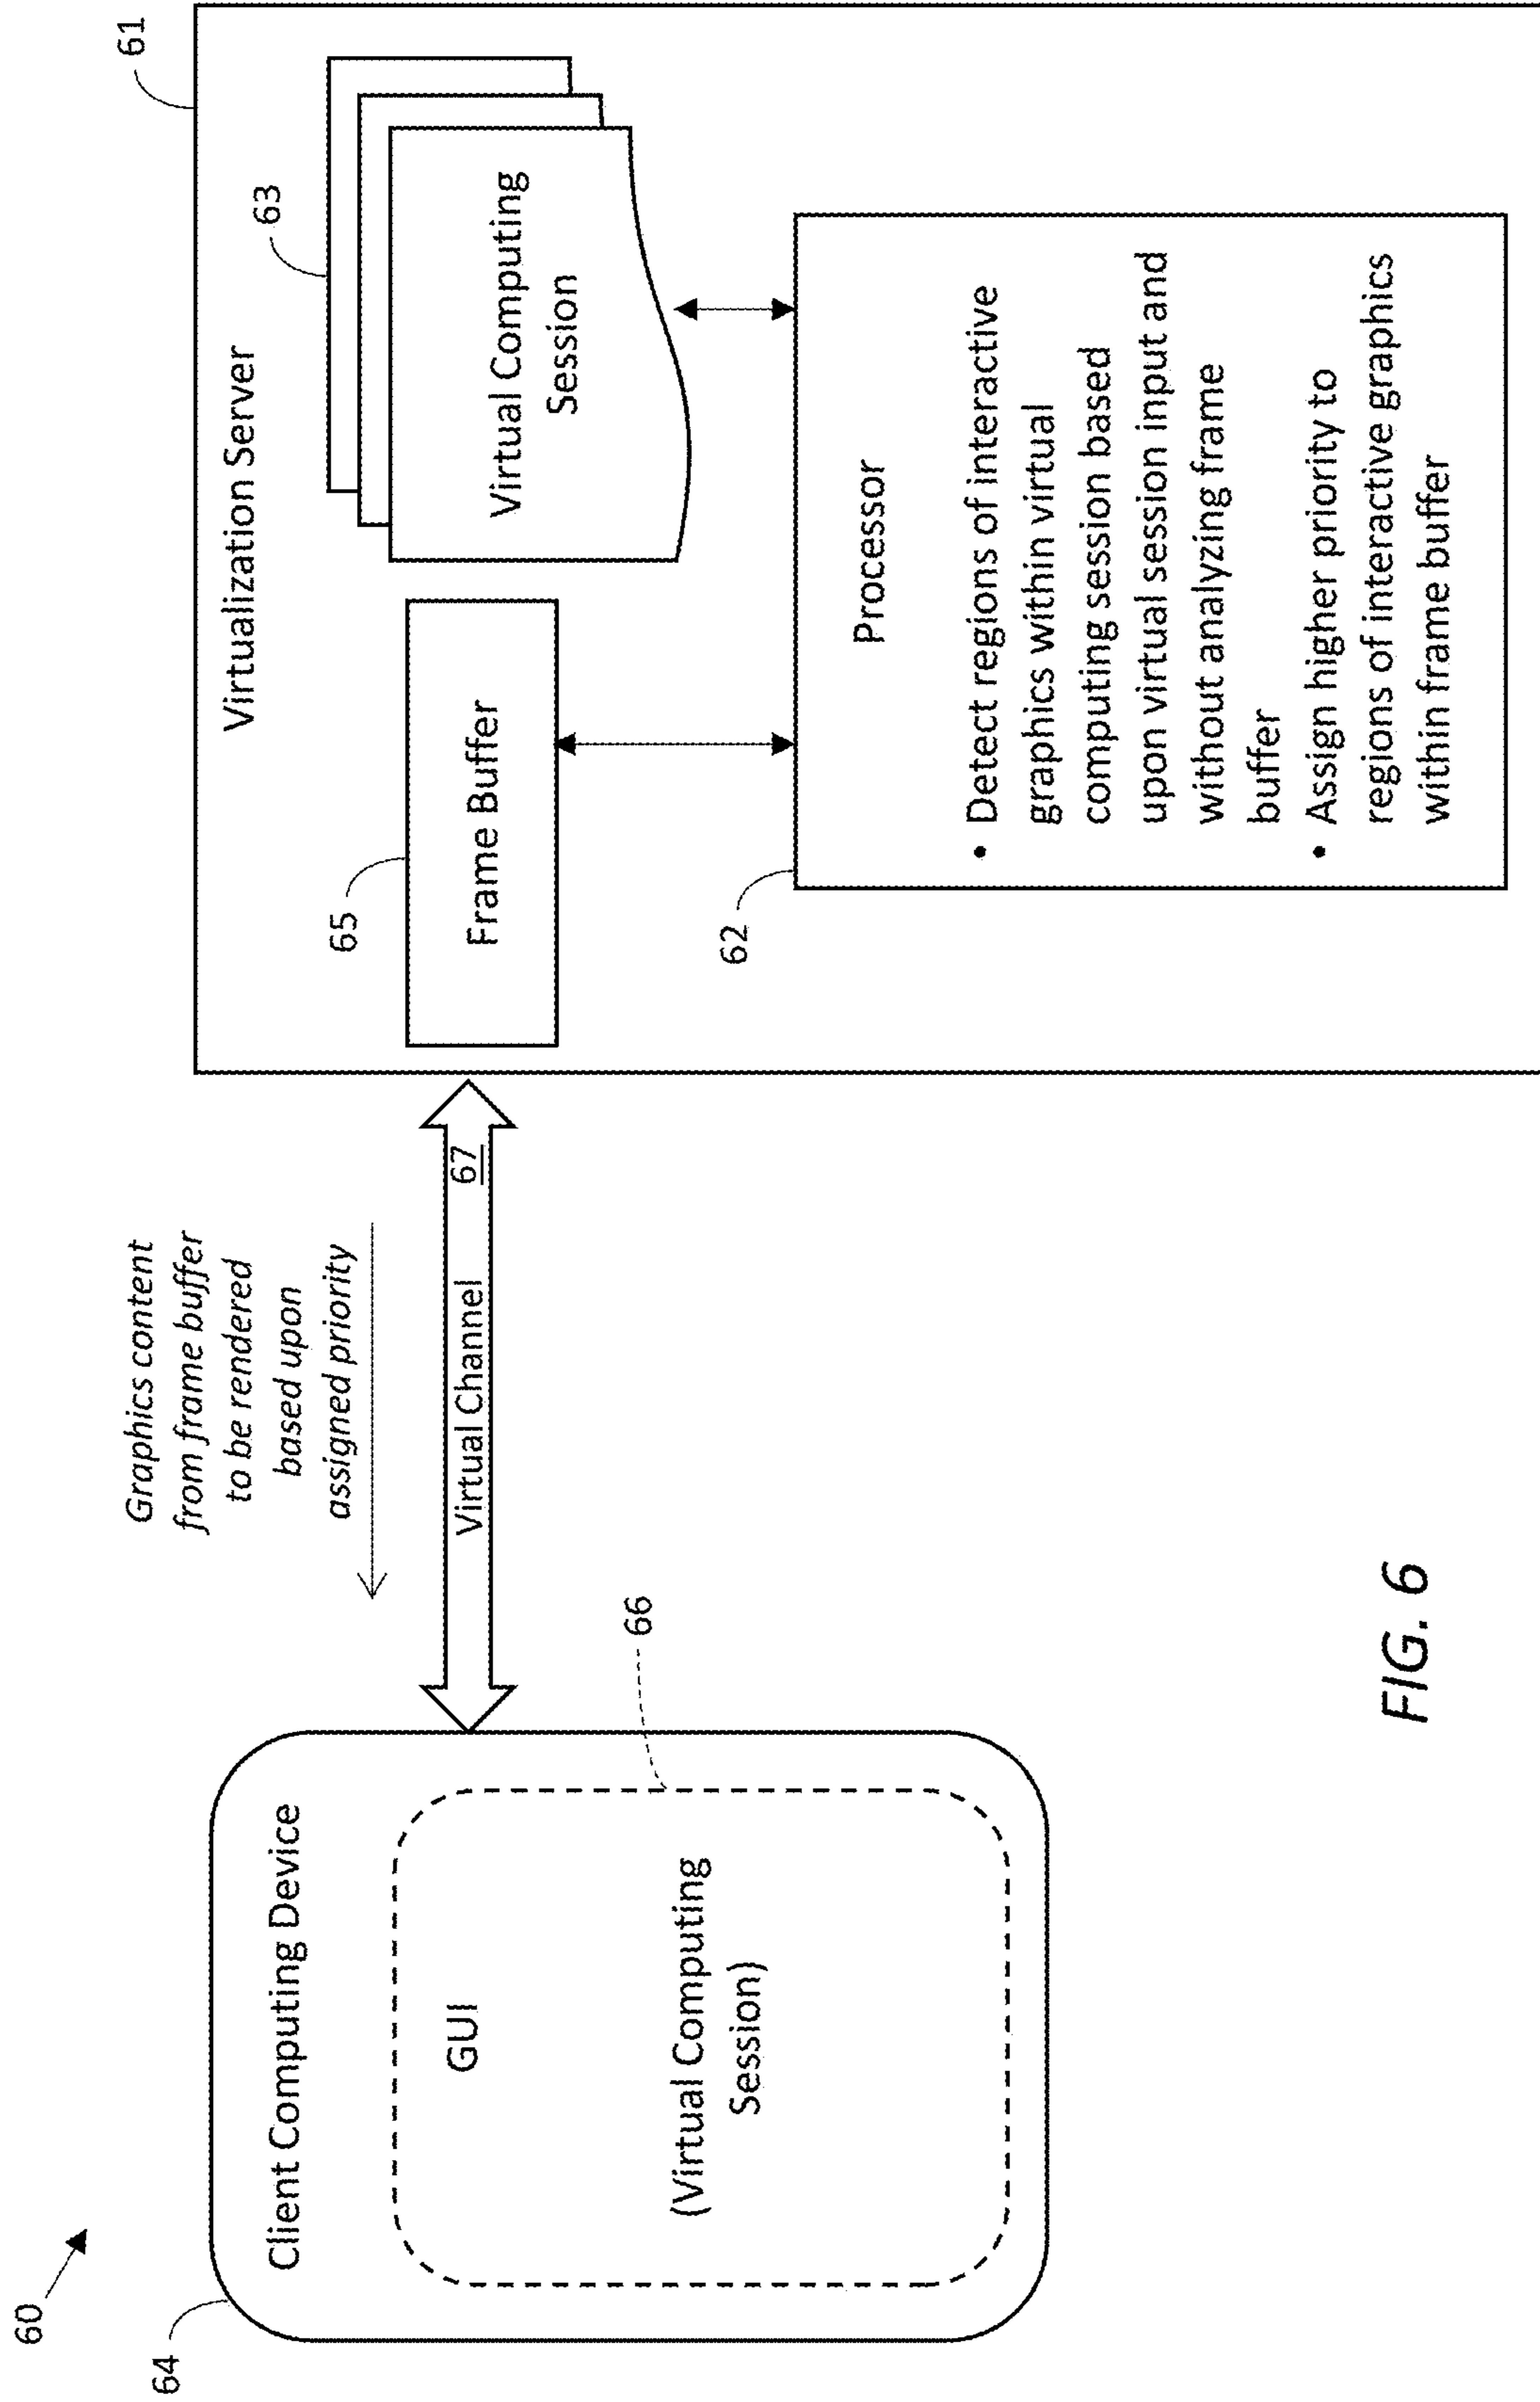 60
64
Client Computing Device
GUI
(Virtual Computing
Session)
66
Graphics content
from frame buffer
to be rendered
based upon
assigned priority
Virtual Channel 67
61
Virtualization Server
65
Frame Buffer
63
Virtual Computing
Session
62
Processor
• Detect regions of interactive
graphics within virtual
computing session based
upon virtual session input and
without analyzing frame
buffer
• Assign higher priority to
regions of interactive graphics
within frame buffer
FIG. 6